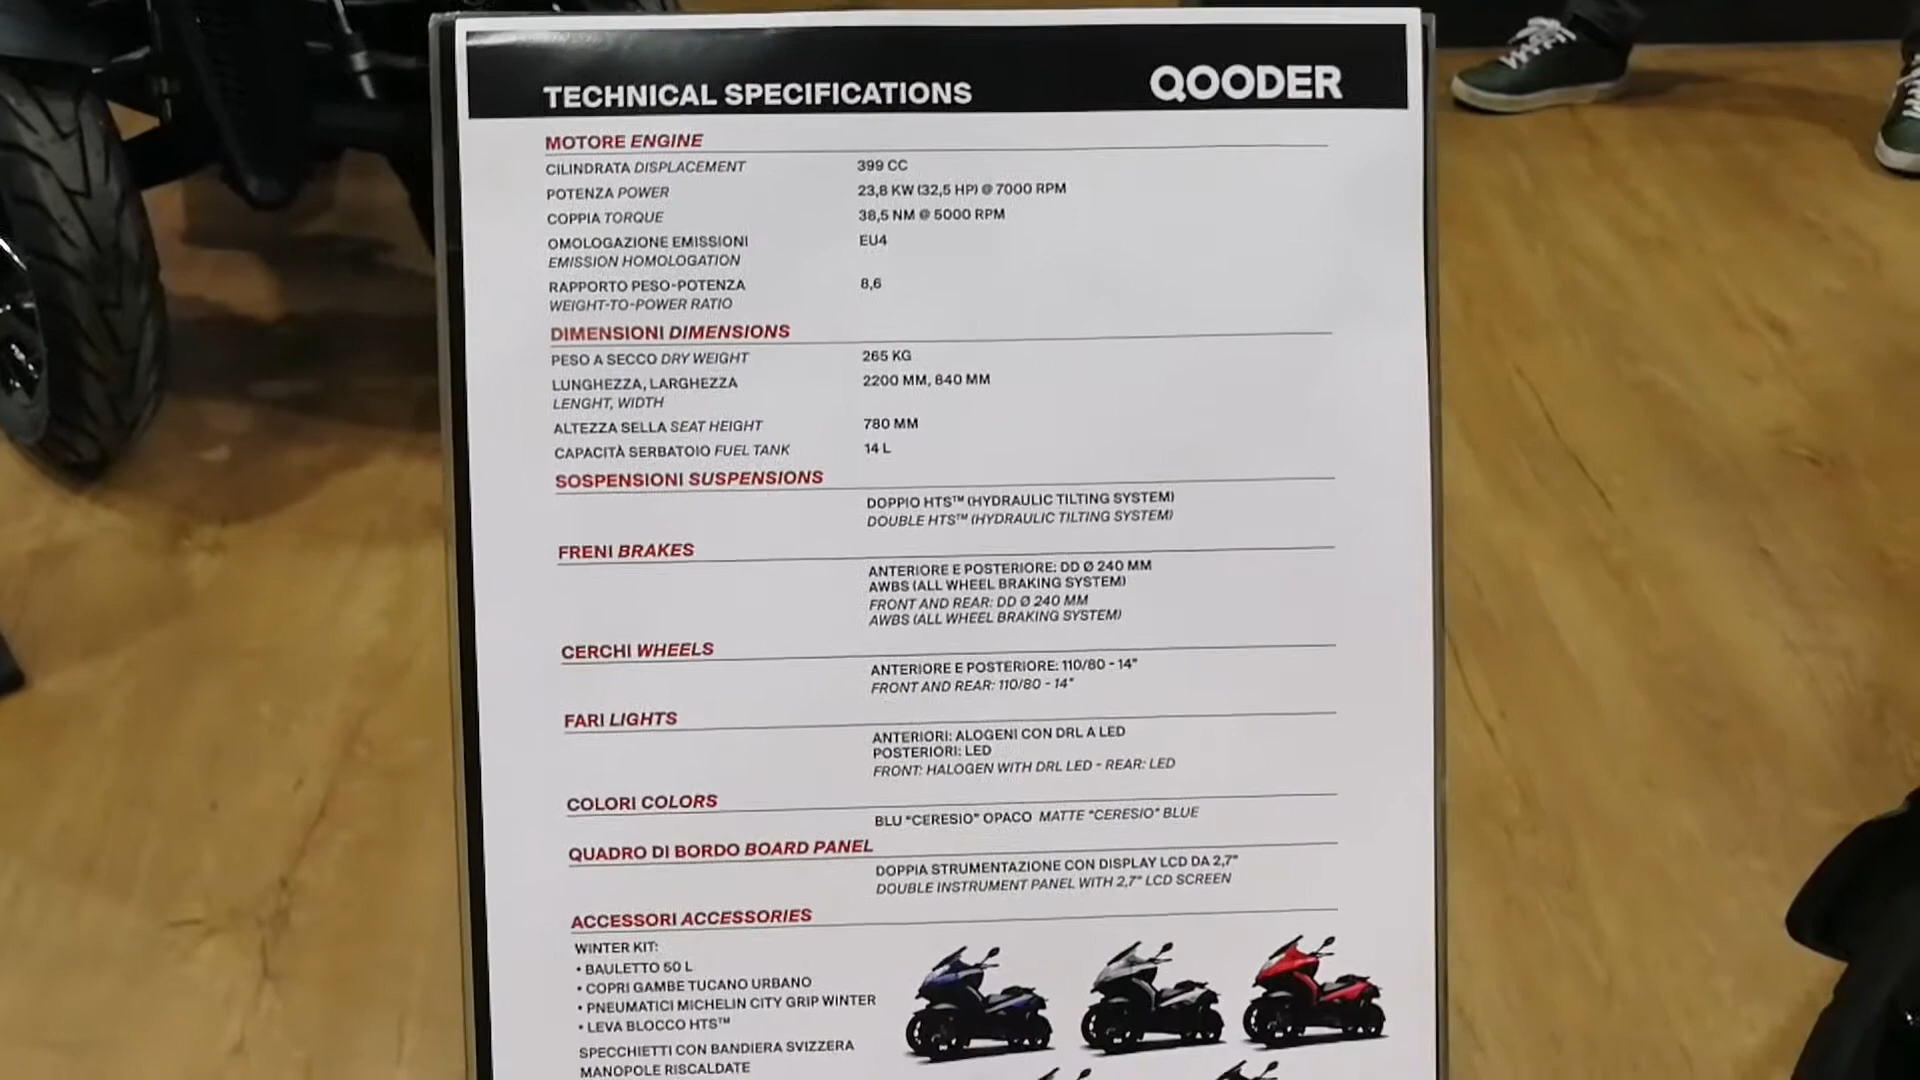 TECHNICAL SPECIFICATIONS QOODER
MOTORE ENGINE
CILINDRATA DISPLACEMENT 399 CC
POTENZA POWER 23,8 KW (32,5 HP) @ 7000 RPM
COPPIA TORQUE 38,5 NM @ 5000 RPM
OMOLOGAZIONE EMISSIONI EU4
EMISSION HOMOLOGATION
RAPPORTO PESO-POTENZA 8,6
WEIGHT-TO-POWER RATIO
DIMENSIONI DIMENSIONS
PESO A SECCO DRY WEIGHT 265 KG
LUNGHEZZA, LARGHEZZA 2200 MM, 840 MM
LENGHT, WIDTH
ALTEZZA SELLA SEAT HEIGHT 780 MM
CAPACITÀ SERBATOIO FUEL TANK 14 L
SOSPENSIONI SUSPENSIONS
DOPPIO HTS™ (HYDRAULIC TILTING SYSTEM)
DOUBLE HTS™ (HYDRAULIC TILTING SYSTEM)
FRENI BRAKES
ANTERIORE E POSTERIORE: DD Ø 240 MM
AWBS (ALL WHEEL BRAKING SYSTEM)
FRONT AND REAR: DD Ø 240 MM
AWBS (ALL WHEEL BRAKING SYSTEM)
CERCHI WHEELS
ANTERIORE E POSTERIORE: 110/80 - 14"
FRONT AND REAR: 110/80 - 14"
FARI LIGHTS
ANTERIORI: ALOGENI CON DRL A LED
POSTERIORI: LED
FRONT: HALOGEN WITH DRL LED - REAR: LED
COLORI COLORS
BLU "CERESIO" OPACO MATTE "CERESIO" BLUE
QUADRO DI BORDO BOARD PANEL
DOPPIA STRUMENTAZIONE CON DISPLAY LCD DA 2,7"
DOUBLE INSTRUMENT PANEL WITH 2,7" LCD SCREEN
ACCESSORI ACCESSORIES
WINTER KIT:
• BAULETTO 50 L
• COPRI GAMBE TUCANO URBANO
• PNEUMATICI MICHELIN CITY GRIP WINTER
• LEVA BLOCCO HTS™
SPECCHIETTI CON BANDIERA SVIZZERA
MANOPOLE RISCALDATE